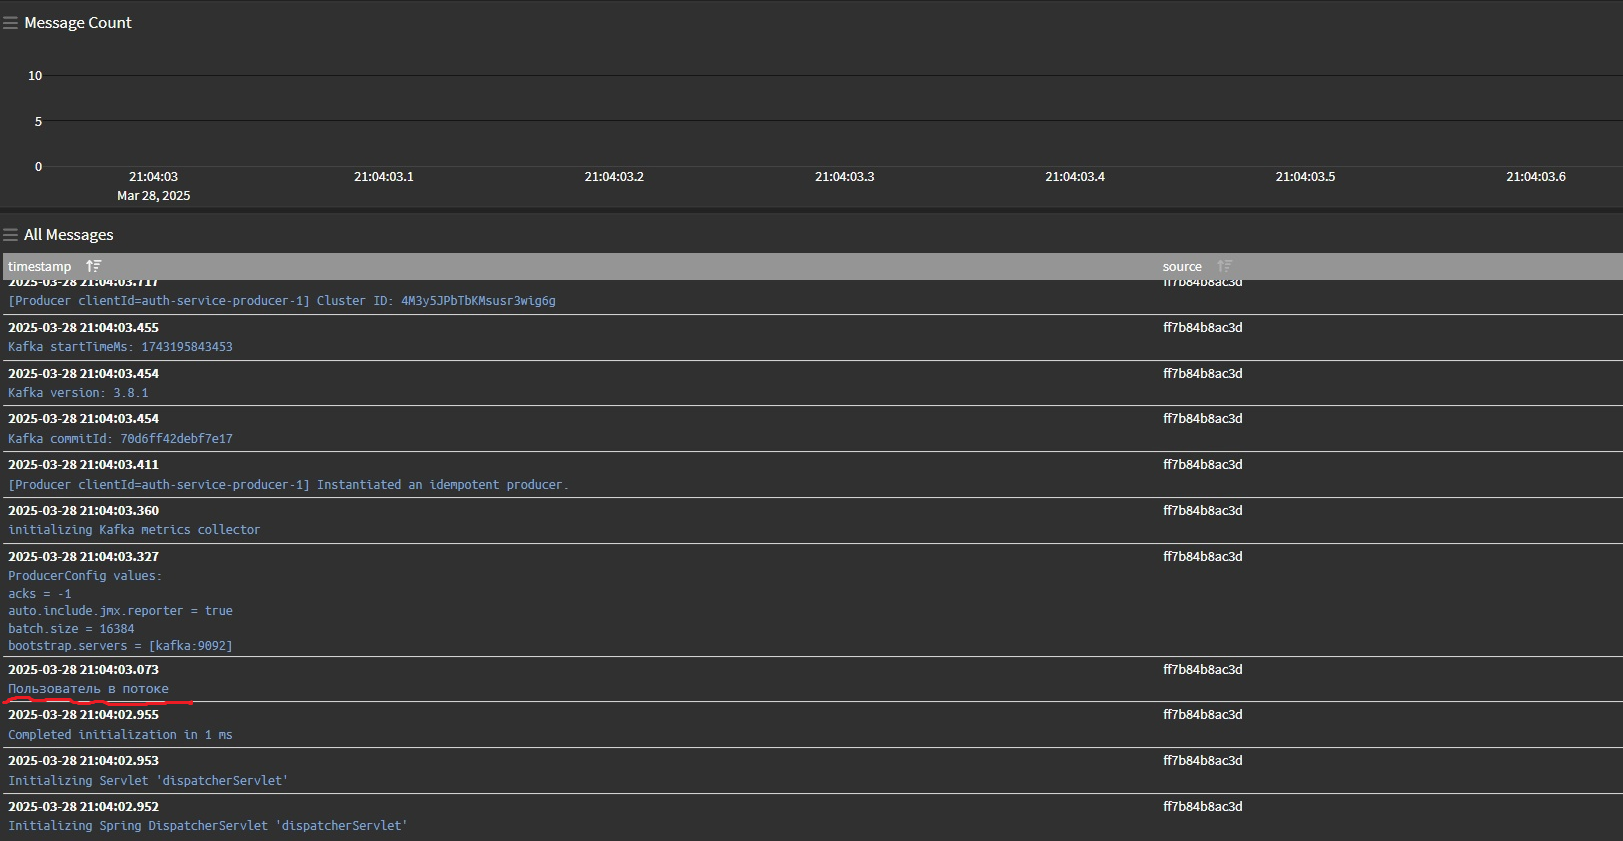 Message Count
10
5
0
21:04:03 21:04:03.1 21:04:03.2 21:04:03.3 21:04:03.4 21:04:03.5 21:04:03.6
Mar 28, 2025
All Messages
timestamp source
2025-03-28 21:04:03.717 ff7b84b8ac3d
[Producer clientId=auth-service-producer-1] Cluster ID: 4M3y5JPbTbKMsusr3wig6g
2025-03-28 21:04:03.455 ff7b84b8ac3d
Kafka startTimeMs: 1743195843453
2025-03-28 21:04:03.454 ff7b84b8ac3d
Kafka version: 3.8.1
2025-03-28 21:04:03.454 ff7b84b8ac3d
Kafka commitId: 70d6ff42debf7e17
2025-03-28 21:04:03.411 ff7b84b8ac3d
[Producer clientId=auth-service-producer-1] Instantiated an idempotent producer.
2025-03-28 21:04:03.360 ff7b84b8ac3d
initializing Kafka metrics collector
2025-03-28 21:04:03.327 ff7b84b8ac3d
ProducerConfig values:
acks = -1
auto.include.jmx.reporter = true
batch.size = 16384
bootstrap.servers = [kafka:9092]
2025-03-28 21:04:03.073 ff7b84b8ac3d
Пользователь в потоке
2025-03-28 21:04:02.955 ff7b84b8ac3d
Completed initialization in 1 ms
2025-03-28 21:04:02.953 ff7b84b8ac3d
Initializing Servlet 'dispatcherServlet'
2025-03-28 21:04:02.952 ff7b84b8ac3d
Initializing Spring DispatcherServlet 'dispatcherServlet'